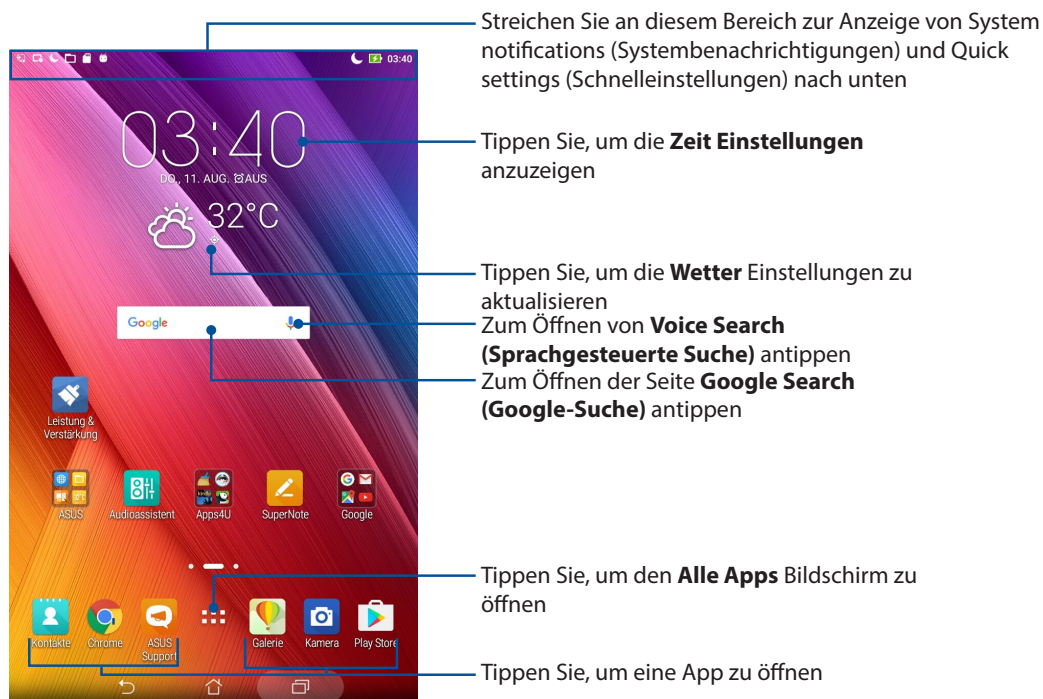 Streichen Sie an diesem Bereich zur Anzeige von System
notifications (Systembenachrichtigungen) und Quick
settings (Schnelleinstellungen) nach unten
03:40
03:40
Tippen Sie, um die Zeit Einstellungen
anzuzeigen
DO., 11. AUG. ⏰AUS
32°C
Tippen Sie, um die Wetter Einstellungen zu
aktualisieren
Google
Zum Öffnen von Voice Search
(Sprachgesteuerte Suche) antippen
Zum Öffnen der Seite Google Search
(Google-Suche) antippen
Leistung &
Verstärkung
ASUS
Audioassistent
Apps4U
SuperNote
Google
Tippen Sie, um den Alle Apps Bildschirm zu
öffnen
Kontakte
Chrome
ASUS
Support
Galerie
Kamera
Play Store
Tippen Sie, um eine App zu öffnen